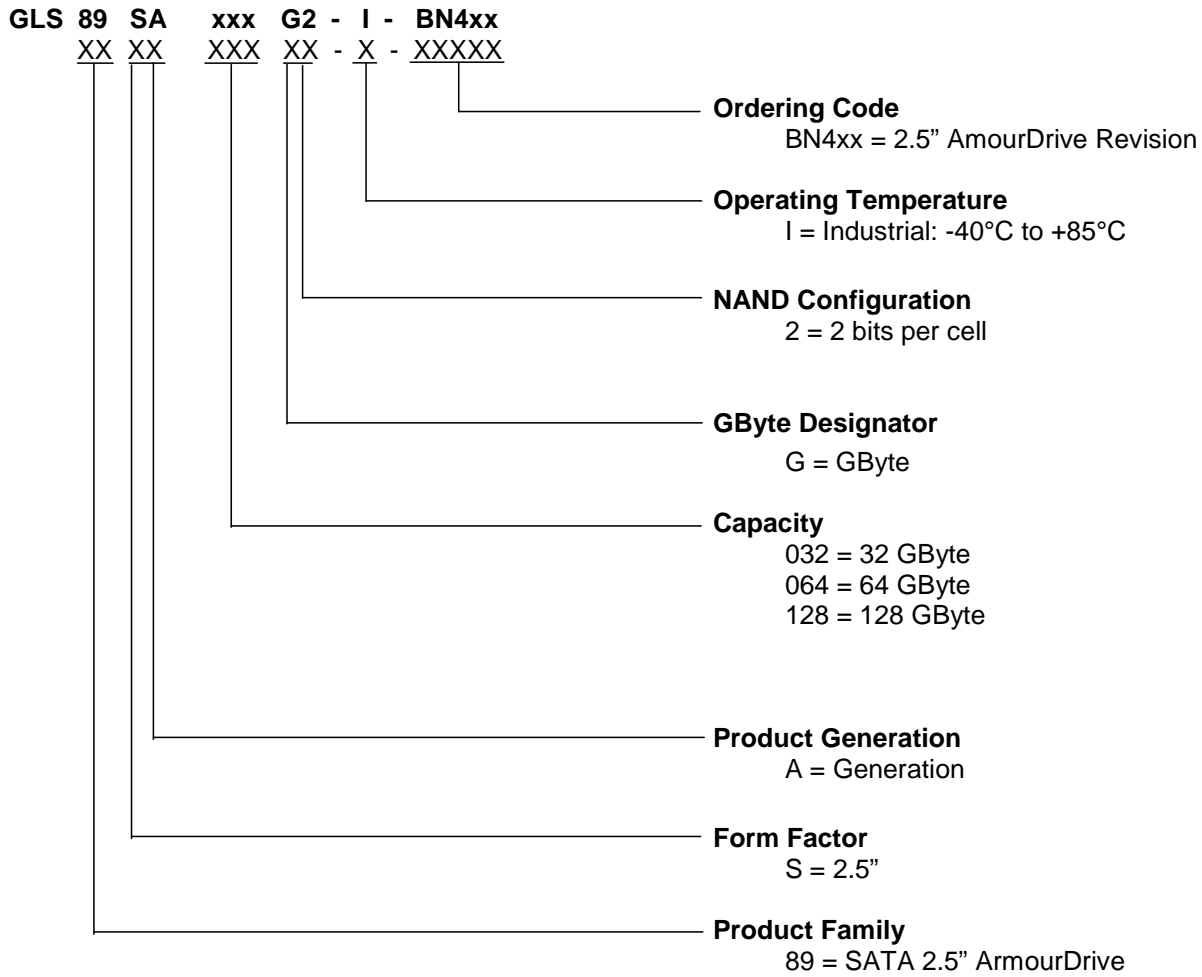 GLS 89 SA xxx G2 - I - BN4xx
XX XX XXX XX - X - XXXXX
Ordering Code
BN4xx = 2.5” AmourDrive Revision
Operating Temperature
I = Industrial: -40°C to +85°C
NAND Configuration
2 = 2 bits per cell
GByte Designator
G = GByte
Capacity
032 = 32 GByte
064 = 64 GByte
128 = 128 GByte
Product Generation
A = Generation
Form Factor
S = 2.5”
Product Family
89 = SATA 2.5” ArmourDrive